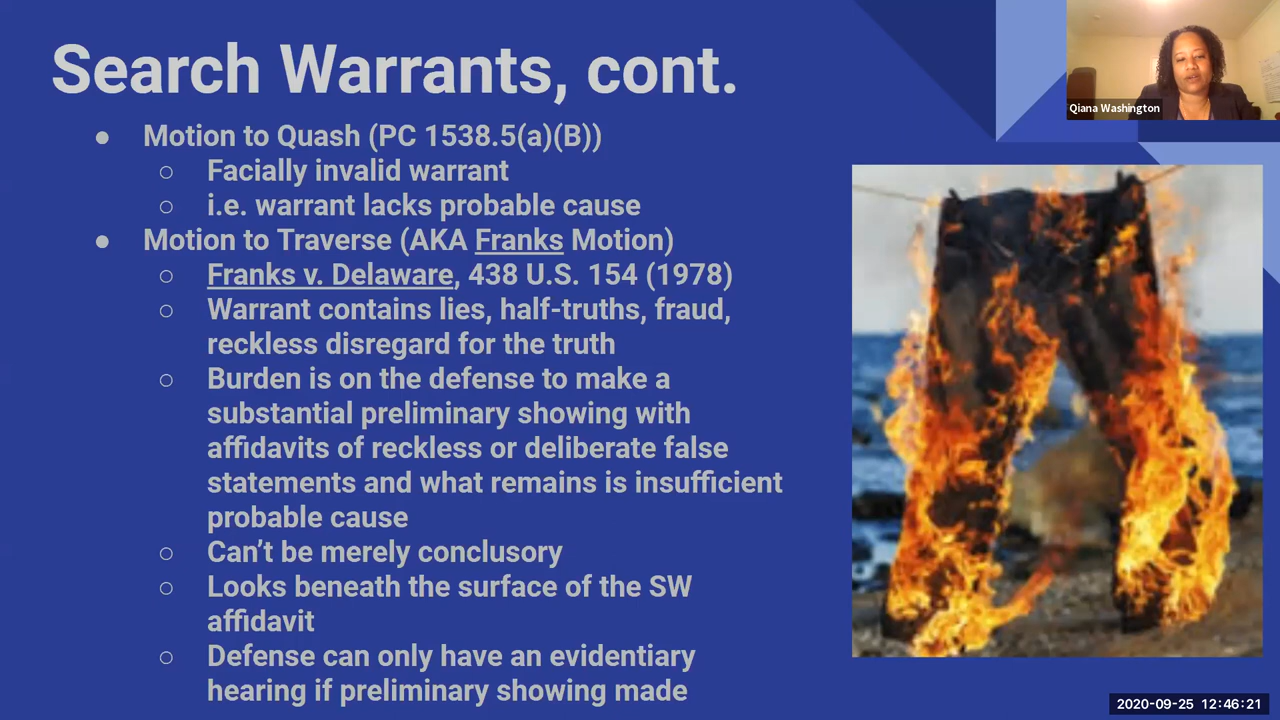 Search Warrants, cont.
Qiana Washington
● Motion to Quash (PC 1538.5(a)(B))
○ Facially invalid warrant
○ i.e. warrant lacks probable cause
● Motion to Traverse (AKA Franks Motion)
○ Franks v. Delaware, 438 U.S. 154 (1978)
○ Warrant contains lies, half-truths, fraud,
reckless disregard for the truth
○ Burden is on the defense to make a
substantial preliminary showing with
affidavits of reckless or deliberate false
statements and what remains is insufficient
probable cause
○ Can’t be merely conclusory
○ Looks beneath the surface of the SW
affidavit
○ Defense can only have an evidentiary
hearing if preliminary showing made
2020-09-25 12:46:21